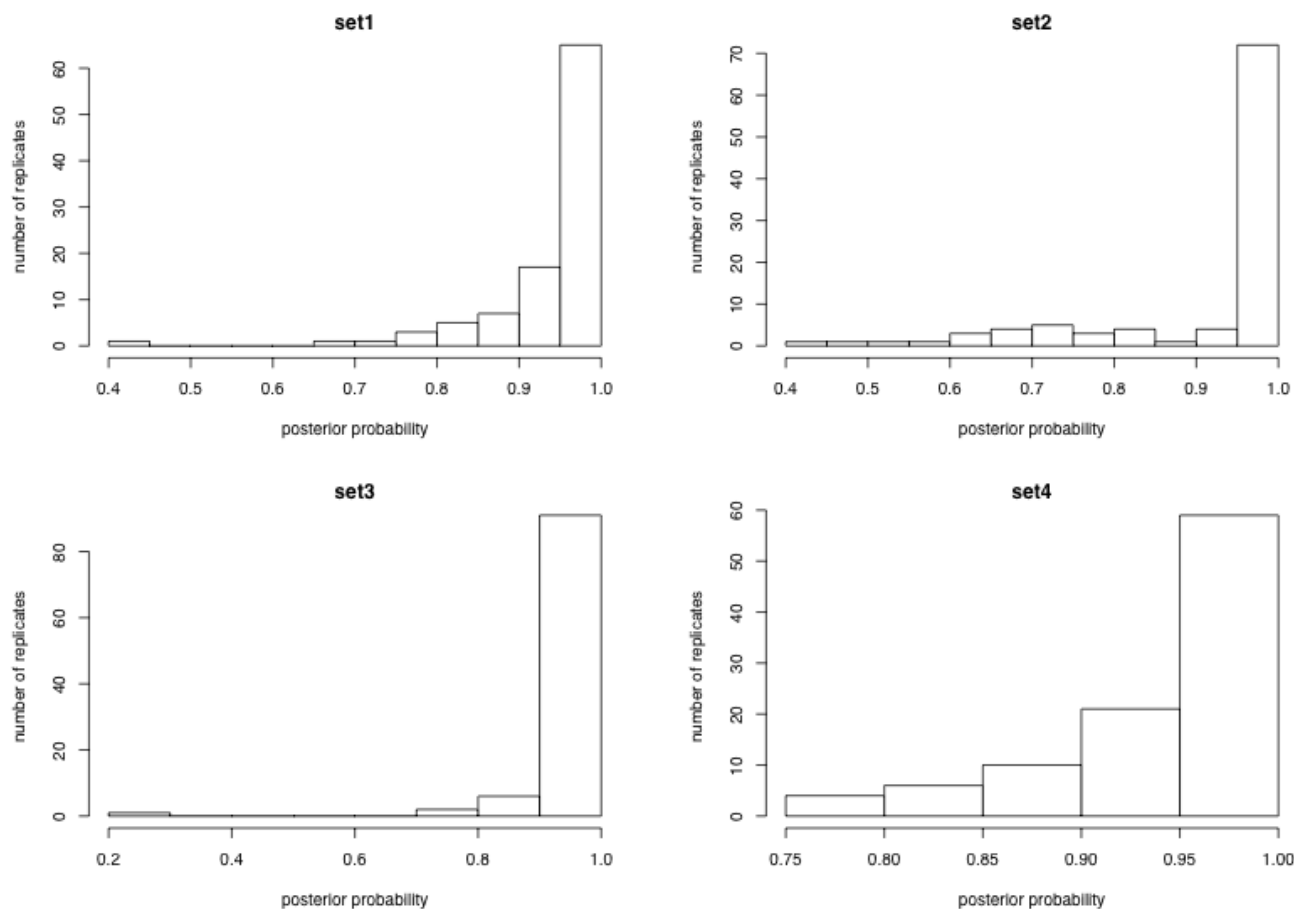 set1
number of replicates
0 10 20 30 40 50 60
0.4 0.5 0.6 0.7 0.8 0.9 1.0
posterior probability
set2
number of replicates
0 10 20 30 40 50 60 70
0.4 0.5 0.6 0.7 0.8 0.9 1.0
posterior probability
set3
number of replicates
0 20 40 60 80
0.2 0.4 0.6 0.8 1.0
posterior probability
set4
number of replicates
0 10 20 30 40 50 60
0.75 0.80 0.85 0.90 0.95 1.00
posterior probability